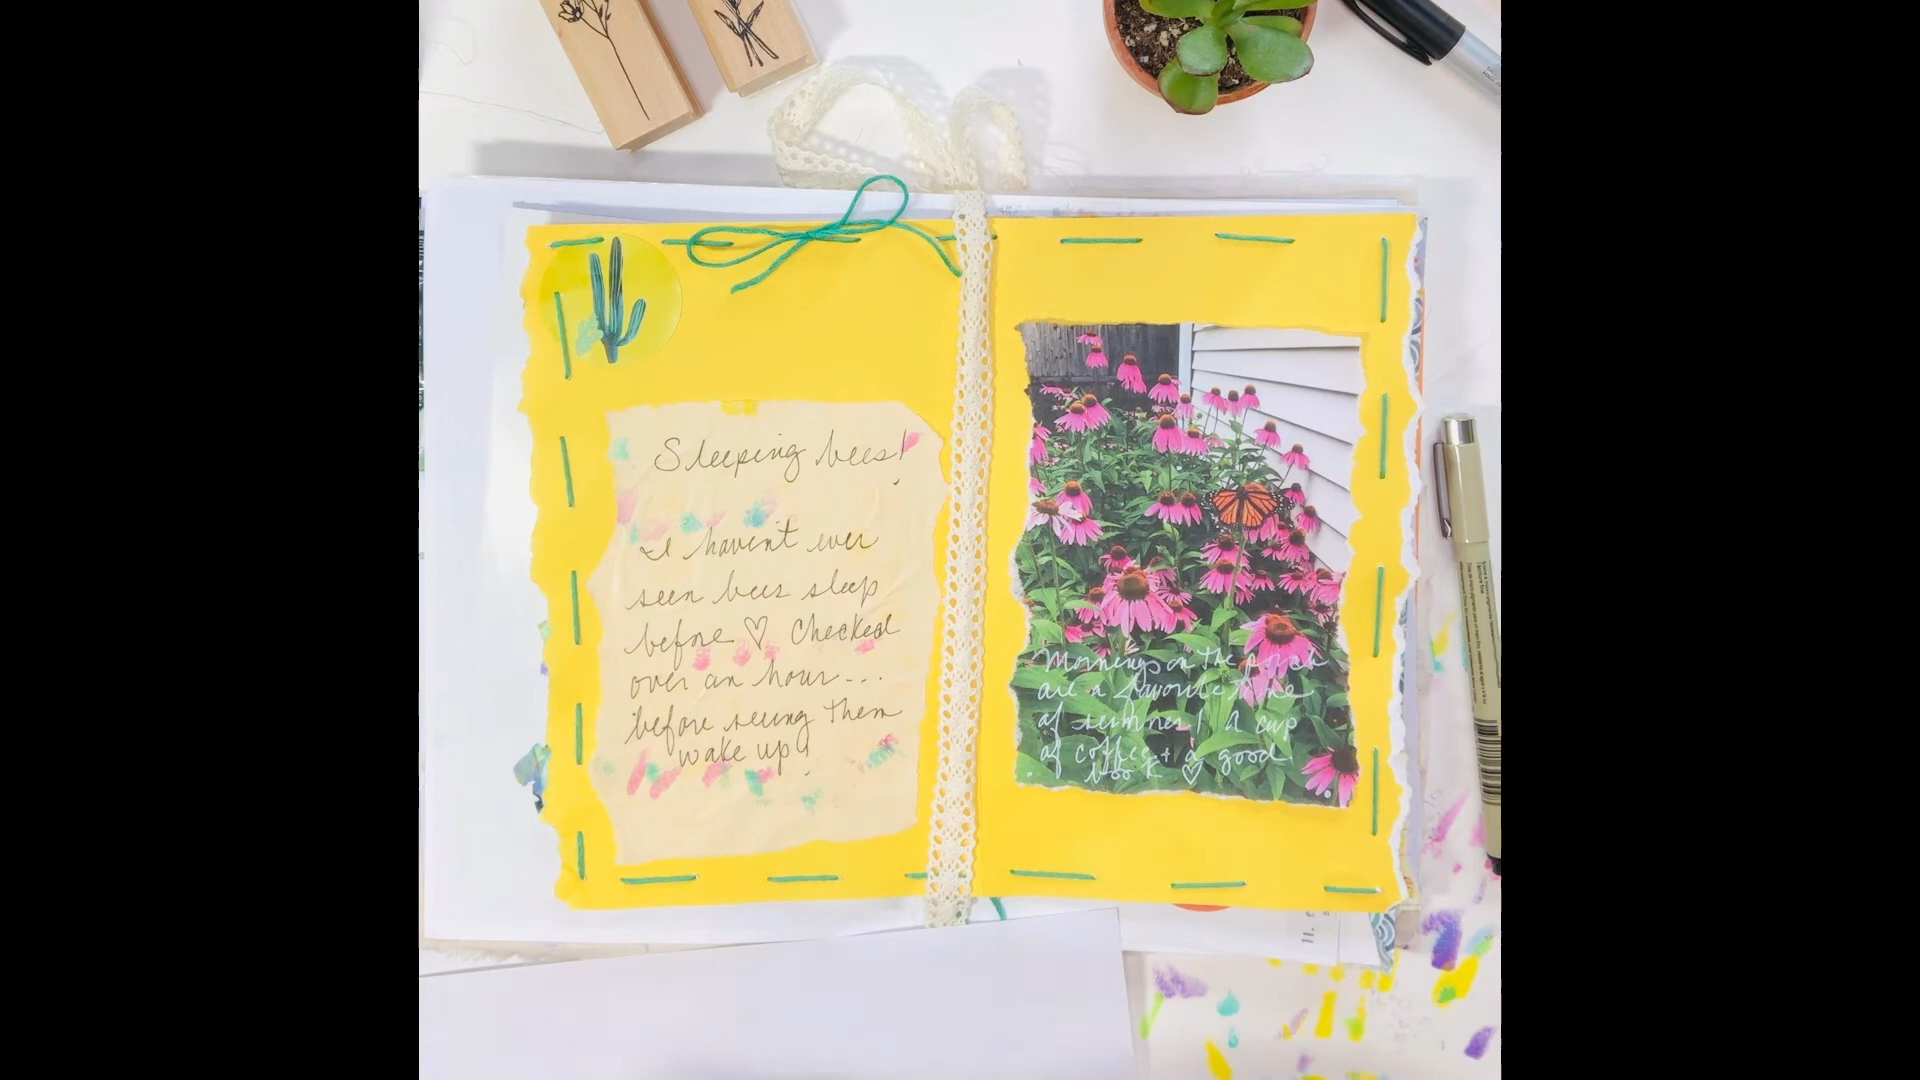 Sleeping bees!
I haven't ever
seen bees sleep
before ♡ Checked
over an hour...
before seeing them
wake up!
Mornings on the porch
are a favorite time
of summer! A cup
of coffee + a good
book ♡
11.